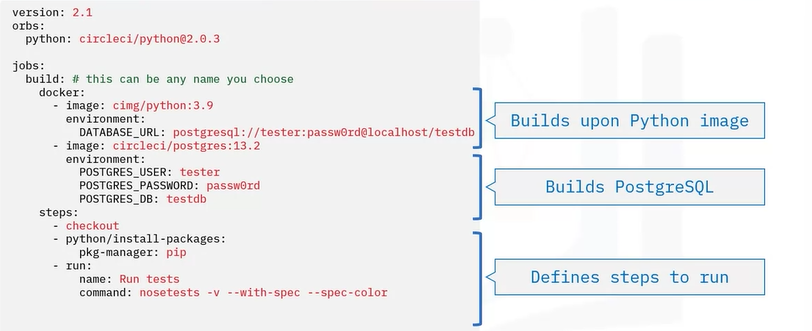 version: 2.1
orbs:
  python: circleci/python@2.0.3

jobs:
  build: # this can be any name you choose
    docker:
      - image: cimg/python:3.9
        environment:
          DATABASE_URL: postgresql://tester:passw0rd@localhost/testdb
      - image: circleci/postgres:13.2
        environment:
          POSTGRES_USER: tester
          POSTGRES_PASSWORD: passw0rd
          POSTGRES_DB: testdb
    steps:
      - checkout
      - python/install-packages:
          pkg-manager: pip
      - run:
          name: Run tests
          command: nosetests -v --with-spec --spec-color
Builds upon Python image
Builds PostgreSQL
Defines steps to run